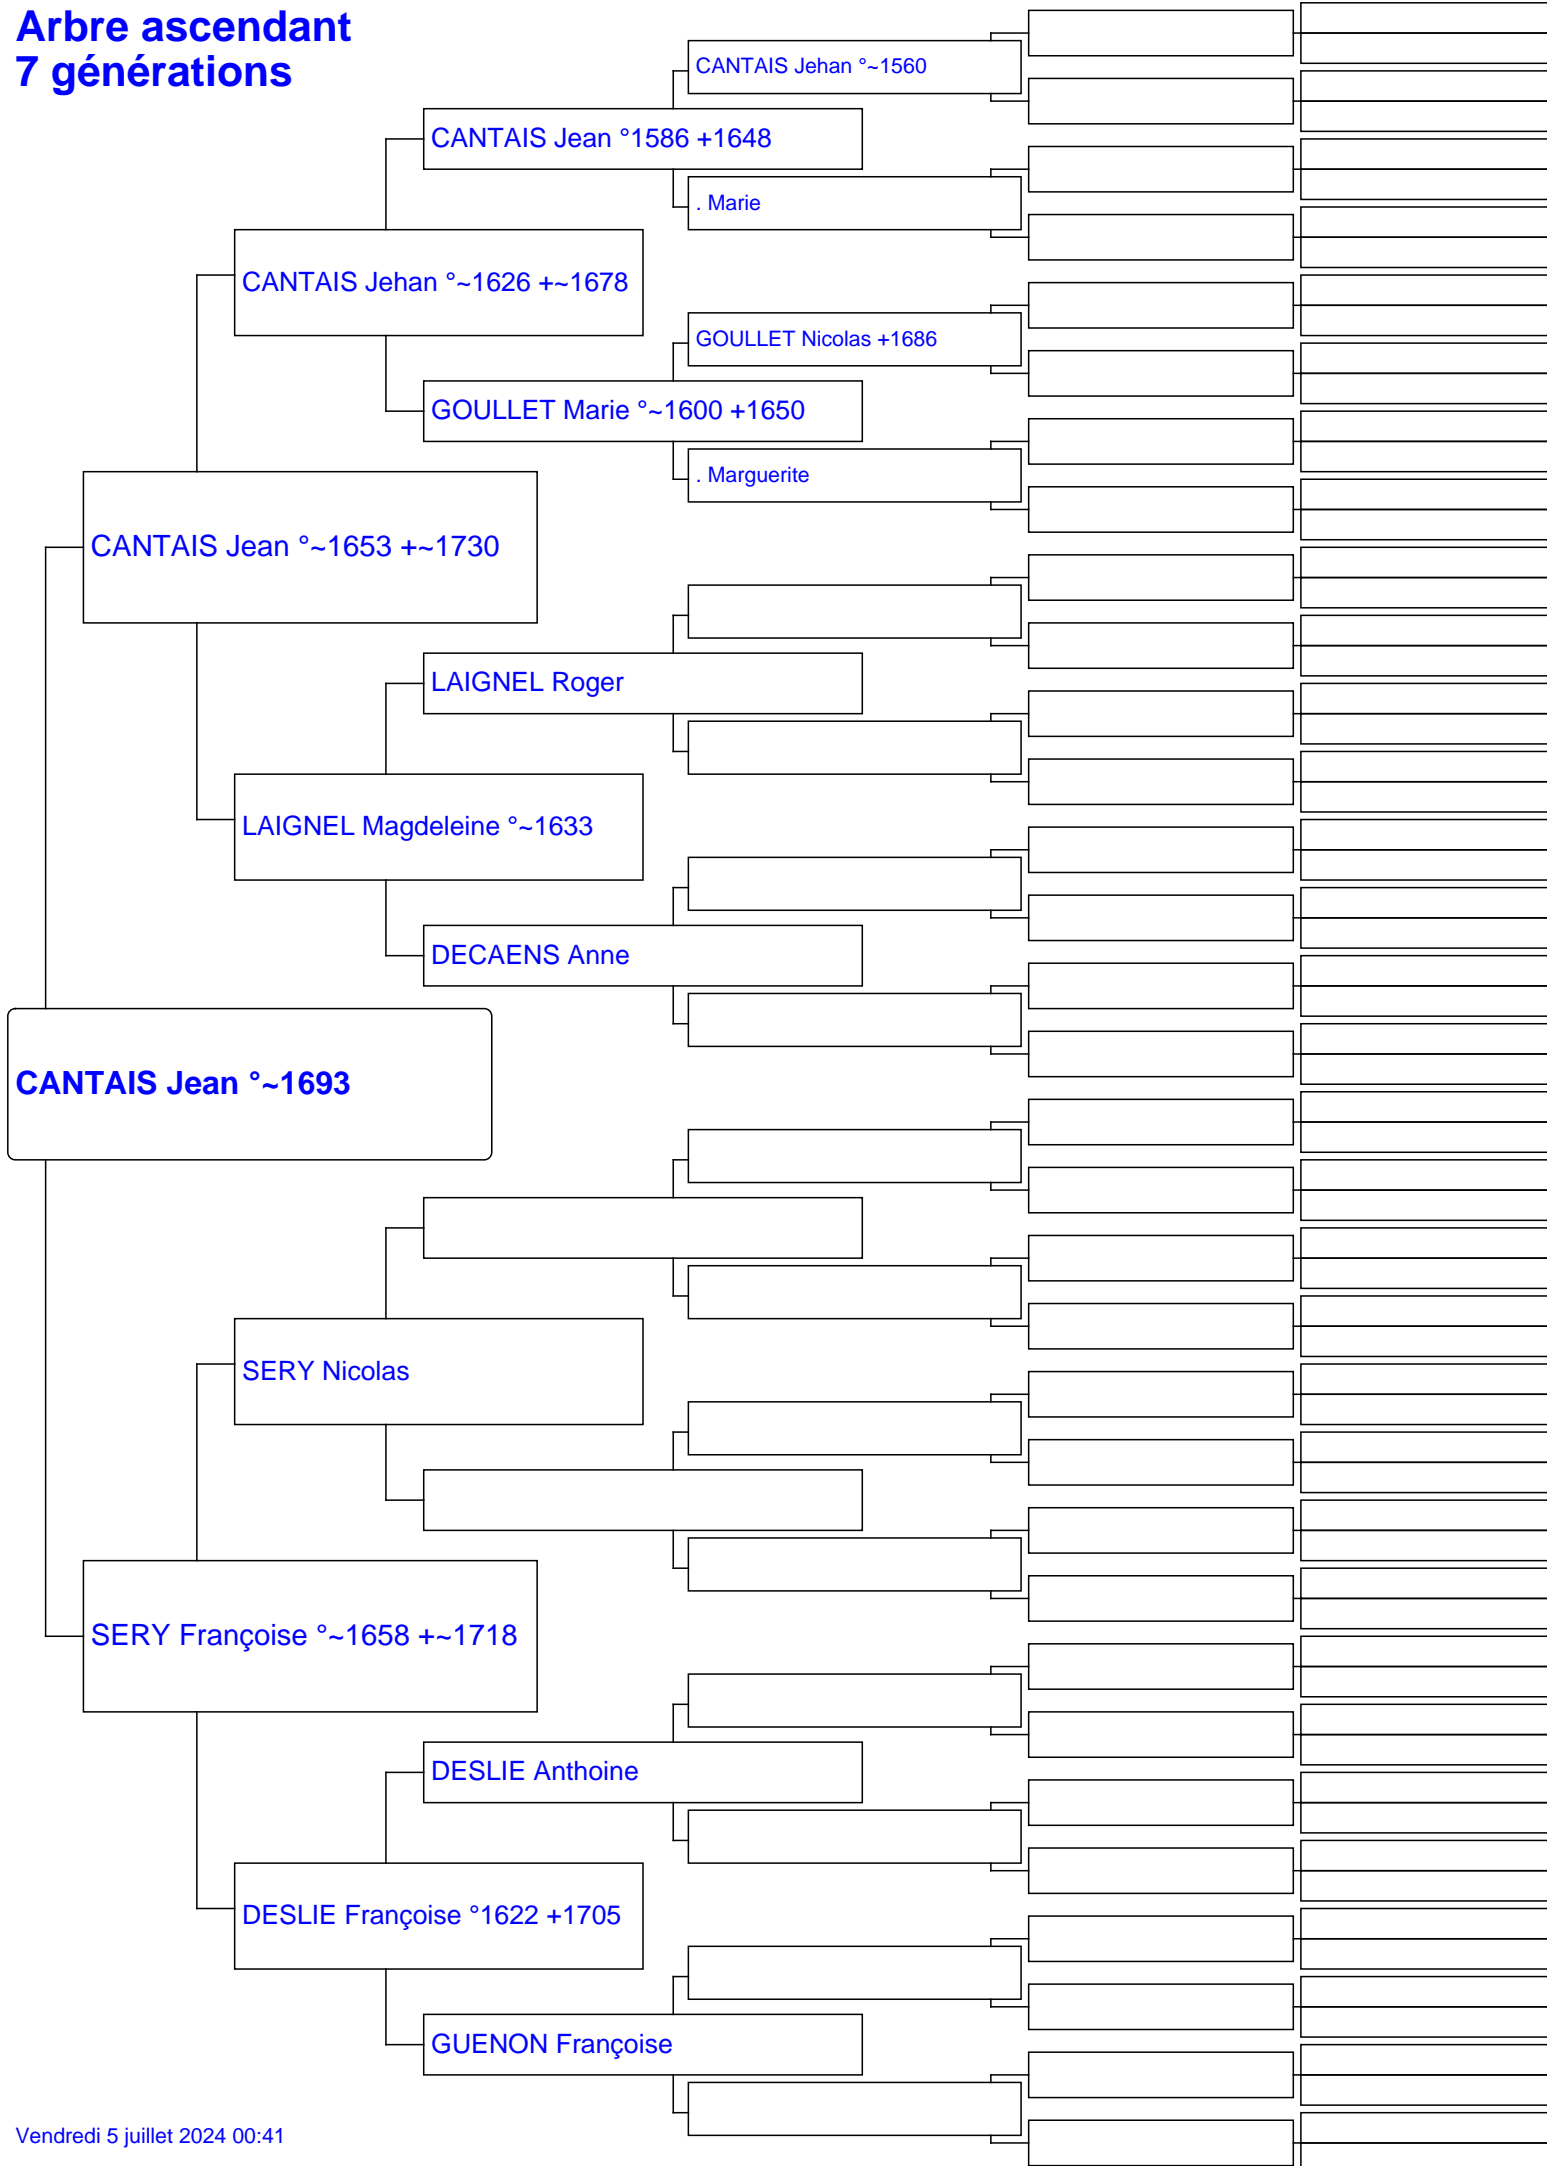 Arbre ascendant
7 générations
CANTAIS Jehan °~1560
CANTAIS Jean °1586 +1648
. Marie
CANTAIS Jehan °~1626 +~1678
GOULLET Nicolas +1686
GOULLET Marie °~1600 +1650
. Marguerite
CANTAIS Jean °~1653 +~1730
LAIGNEL Roger
LAIGNEL Magdeleine °~1633
DECAENS Anne
CANTAIS Jean °~1693
SERY Nicolas
SERY Françoise °~1658 +~1718
DESLIE Anthoine
DESLIE Françoise °1622 +1705
GUENON Françoise
Vendredi 5 juillet 2024 00:41